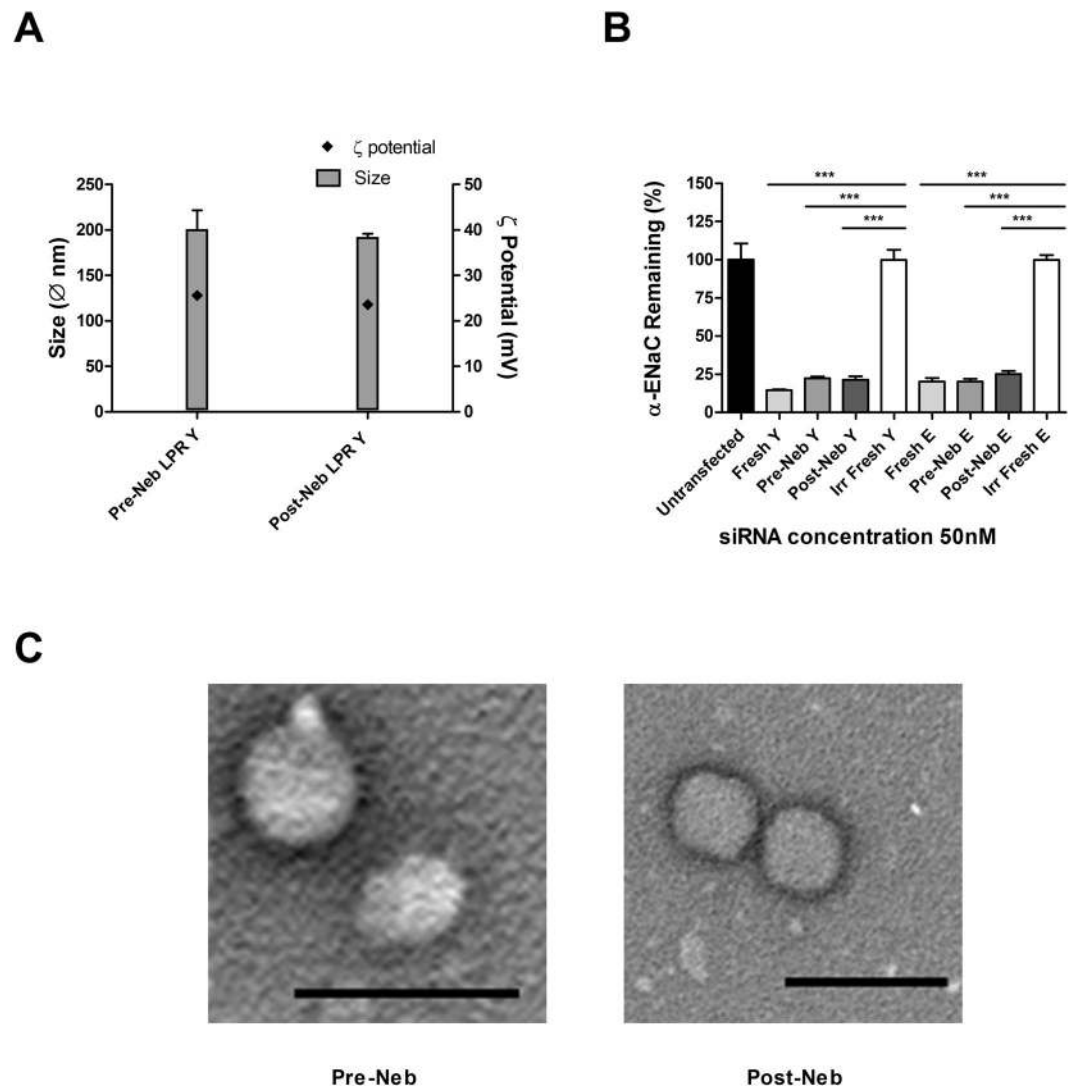 A
ζ potential
Size
250
200
150
100
50
0
Size (Ø nm)
50
40
30
20
10
0
ζ Potential (mV)
Pre-Neb LPR Y
Post-Neb LPR Y
B
150
125
100
75
50
25
0
α-ENaC Remaining (%)
***
***
***
***
***
***
Untransfected
Fresh Y
Pre-Neb Y
Post-Neb Y
Irr Fresh Y
Fresh E
Pre-Neb E
Post-Neb E
Irr Fresh E
siRNA concentration 50nM
C
Pre-Neb
Post-Neb